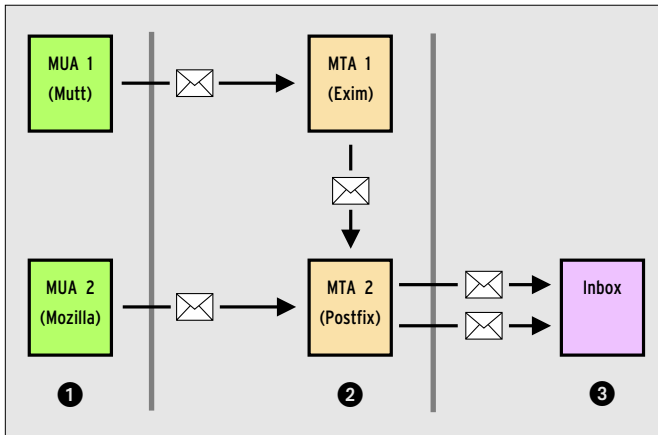 MUA 1
(Mutt)
MTA 1
(Exim)
MUA 2
(Mozilla)
MTA 2
(Postfix)
Inbox
1
2
3